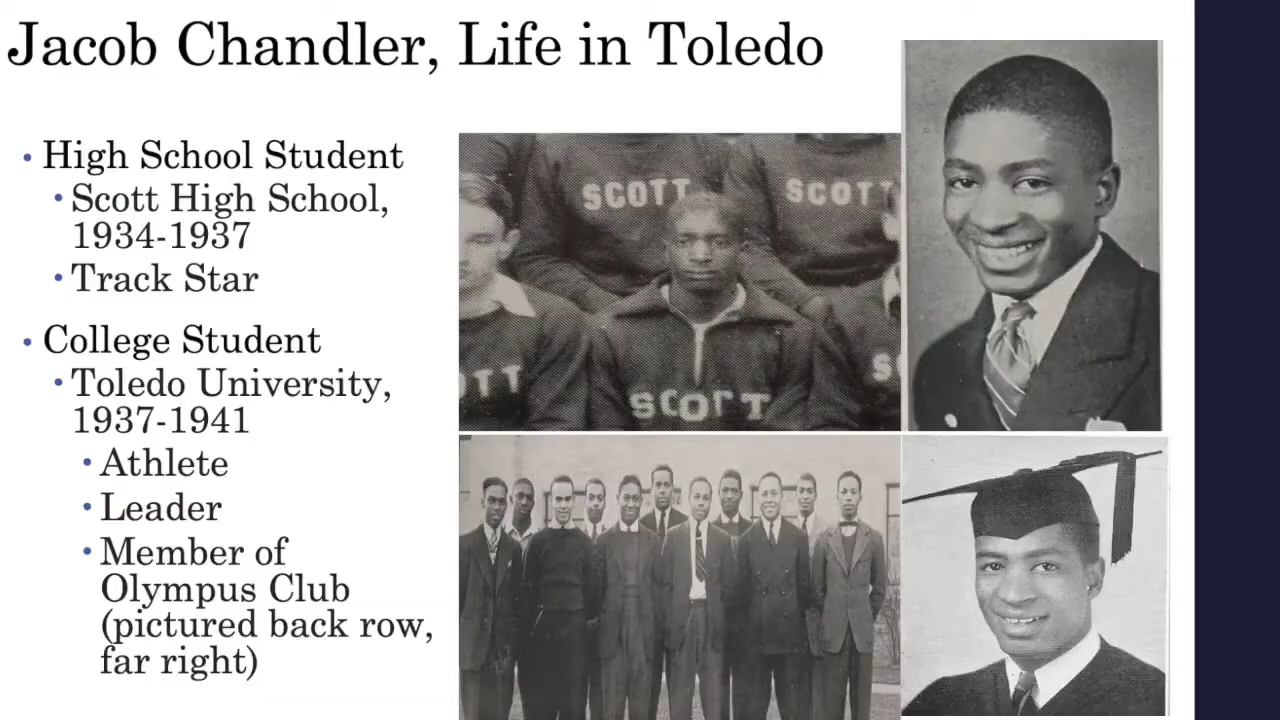 Jacob Chandler, Life in Toledo
• High School Student
• Scott High School,
1934-1937
• Track Star
• College Student
• Toledo University,
1937-1941
• Athlete
• Leader
• Member of
Olympus Club
(pictured back row,
far right)
SCOTT
SCOTT
OTT
SCOTT
S